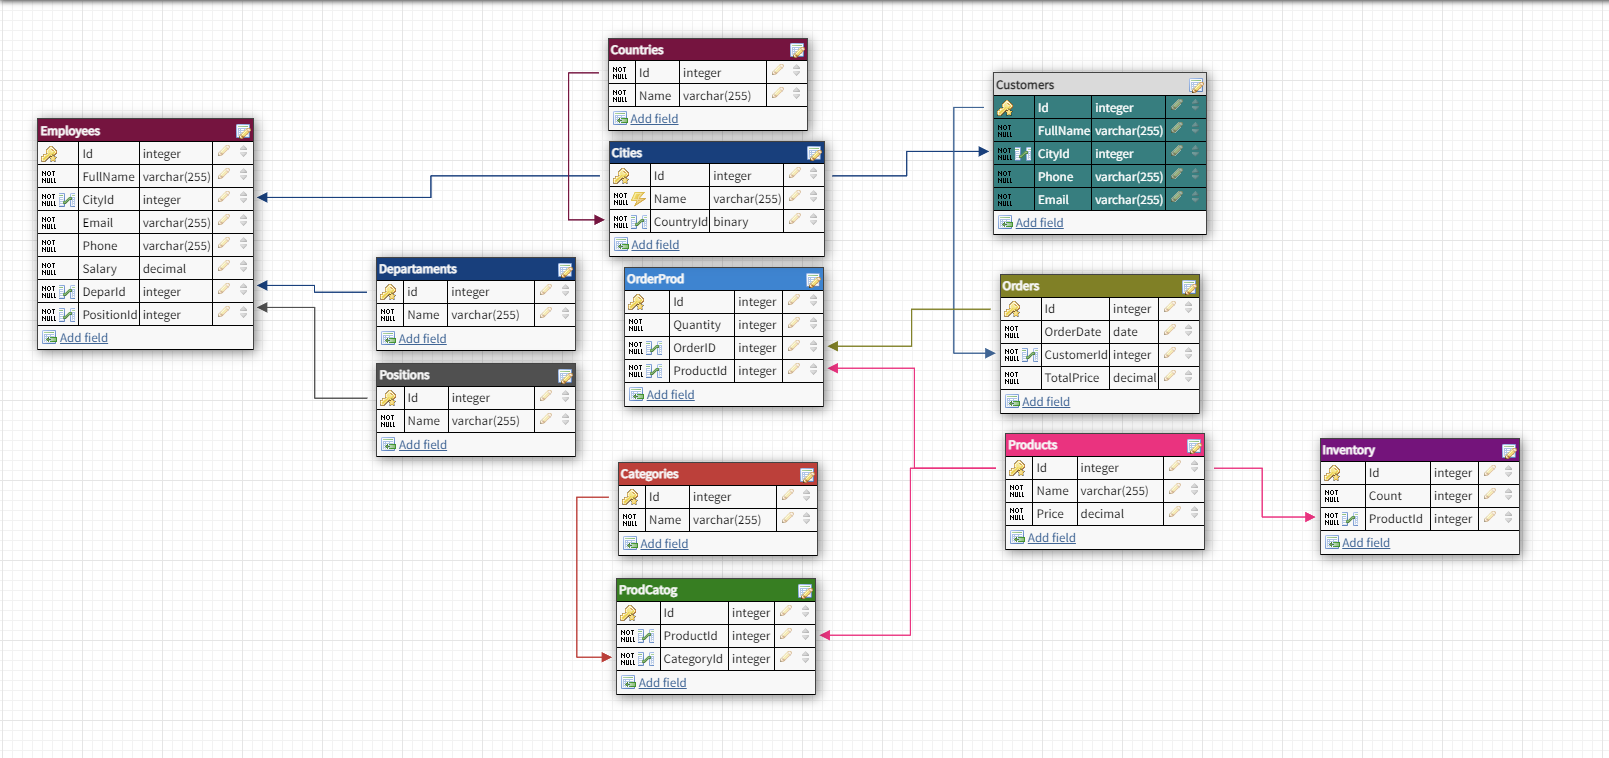 Countries
NOT NULL Id integer
NOT NULL Name varchar(255)
Add field
Customers
Id integer
NOT NULL FullName varchar(255)
NOT NULL CityId integer
NOT NULL Phone varchar(255)
NOT NULL Email varchar(255)
Add field
Employees
Id integer
NOT NULL FullName varchar(255)
NOT NULL CityId integer
NOT NULL Email varchar(255)
NOT NULL Phone varchar(255)
NOT NULL Salary decimal
NOT NULL DeparId integer
NOT NULL PositionId integer
Add field
Cities
Id integer
NOT NULL Name varchar(255)
NOT NULL CountryId binary
Add field
Departaments
id integer
NOT NULL Name varchar(255)
Add field
OrderProd
Id integer
NOT NULL Quantity integer
NOT NULL OrderID integer
NOT NULL ProductId integer
Add field
Orders
Id integer
NOT NULL OrderDate date
NOT NULL CustomerId integer
NOT NULL TotalPrice decimal
Add field
Positions
Id integer
NOT NULL Name varchar(255)
Add field
Products
Id integer
NOT NULL Name varchar(255)
NOT NULL Price decimal
Add field
Inventory
Id integer
NOT NULL Count integer
NOT NULL ProductId integer
Add field
Categories
Id integer
NOT NULL Name varchar(255)
Add field
ProdCatog
Id integer
NOT NULL ProductId integer
NOT NULL CategoryId integer
Add field